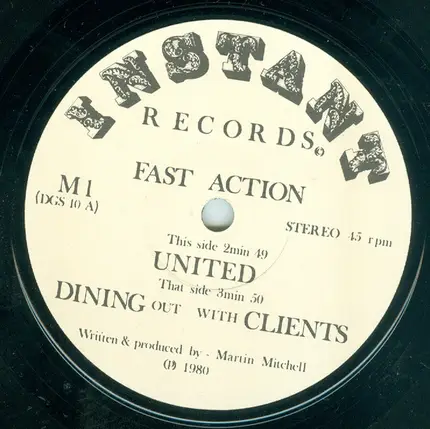 INSTANT
RECORDS©
FAST ACTION
M1
(DGS 10 A)
STEREO 45 rpm
This side 2min 49
UNITED
That side 3min 50
DINING OUT WITH CLIENTS
Written & produced by - Martin Mitchell
(P) 1980